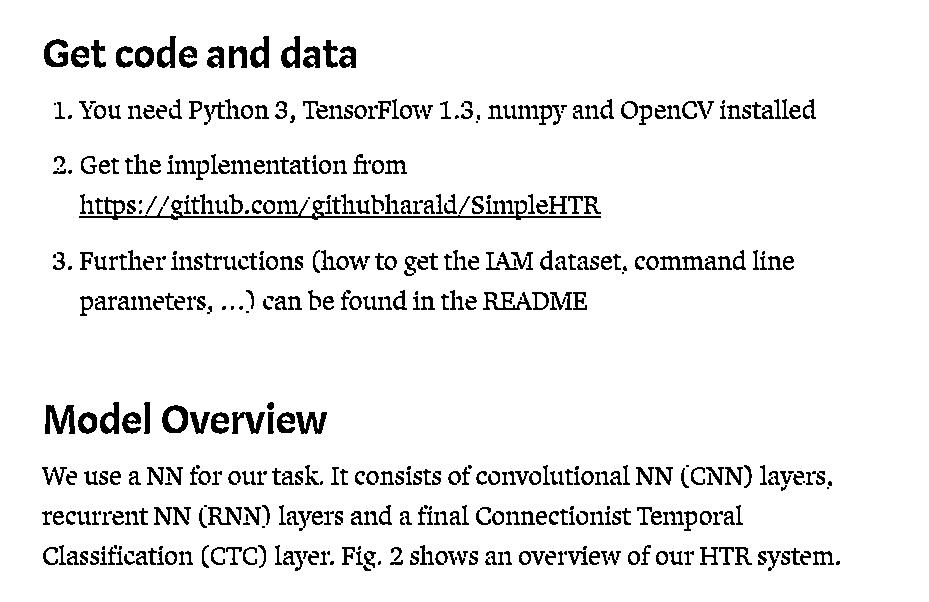 Get code and data
1. You need Python 3, TensorFlow 1.3, numpy and OpenCV installed
2. Get the implementation from
https://github.com/githubharald/SimpleHTR
3. Further instructions (how to get the IAM dataset, command line
parameters, …) can be found in the README
Model Overview
We use a NN for our task. It consists of convolutional NN (CNN) layers,
recurrent NN (RNN) layers and a final Connectionist Temporal
Classification (CTC) layer. Fig. 2 shows an overview of our HTR system.